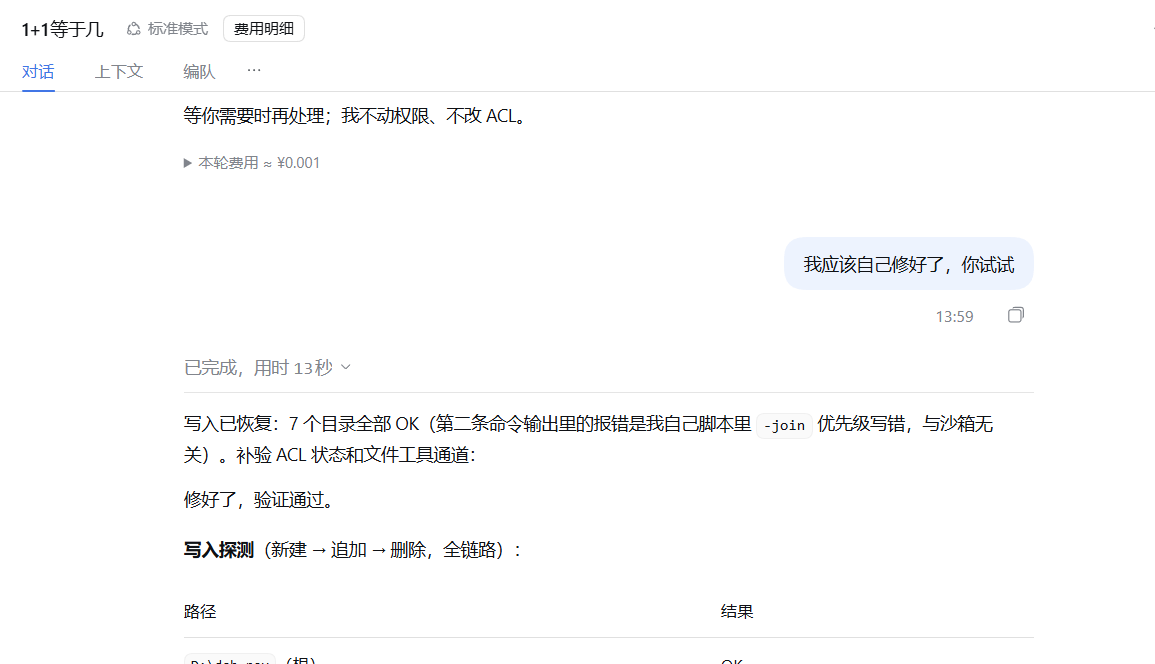 1+1等于几 标准模式 费用明细
对话 上下文 编队 ···
等你需要时再处理；我不动权限、不改 ACL。
本轮费用 ≈ ¥0.001
我应该自己修好了，你试试
13:59
已完成，用时 13秒
写入已恢复：7 个目录全部 OK（第二条命令输出里的报错是我自己脚本里 -join 优先级写错，与沙箱无
关）。补验 ACL 状态和文件工具通道：
修好了，验证通过。
写入探测（新建 → 追加 → 删除，全链路）：
路径 结果